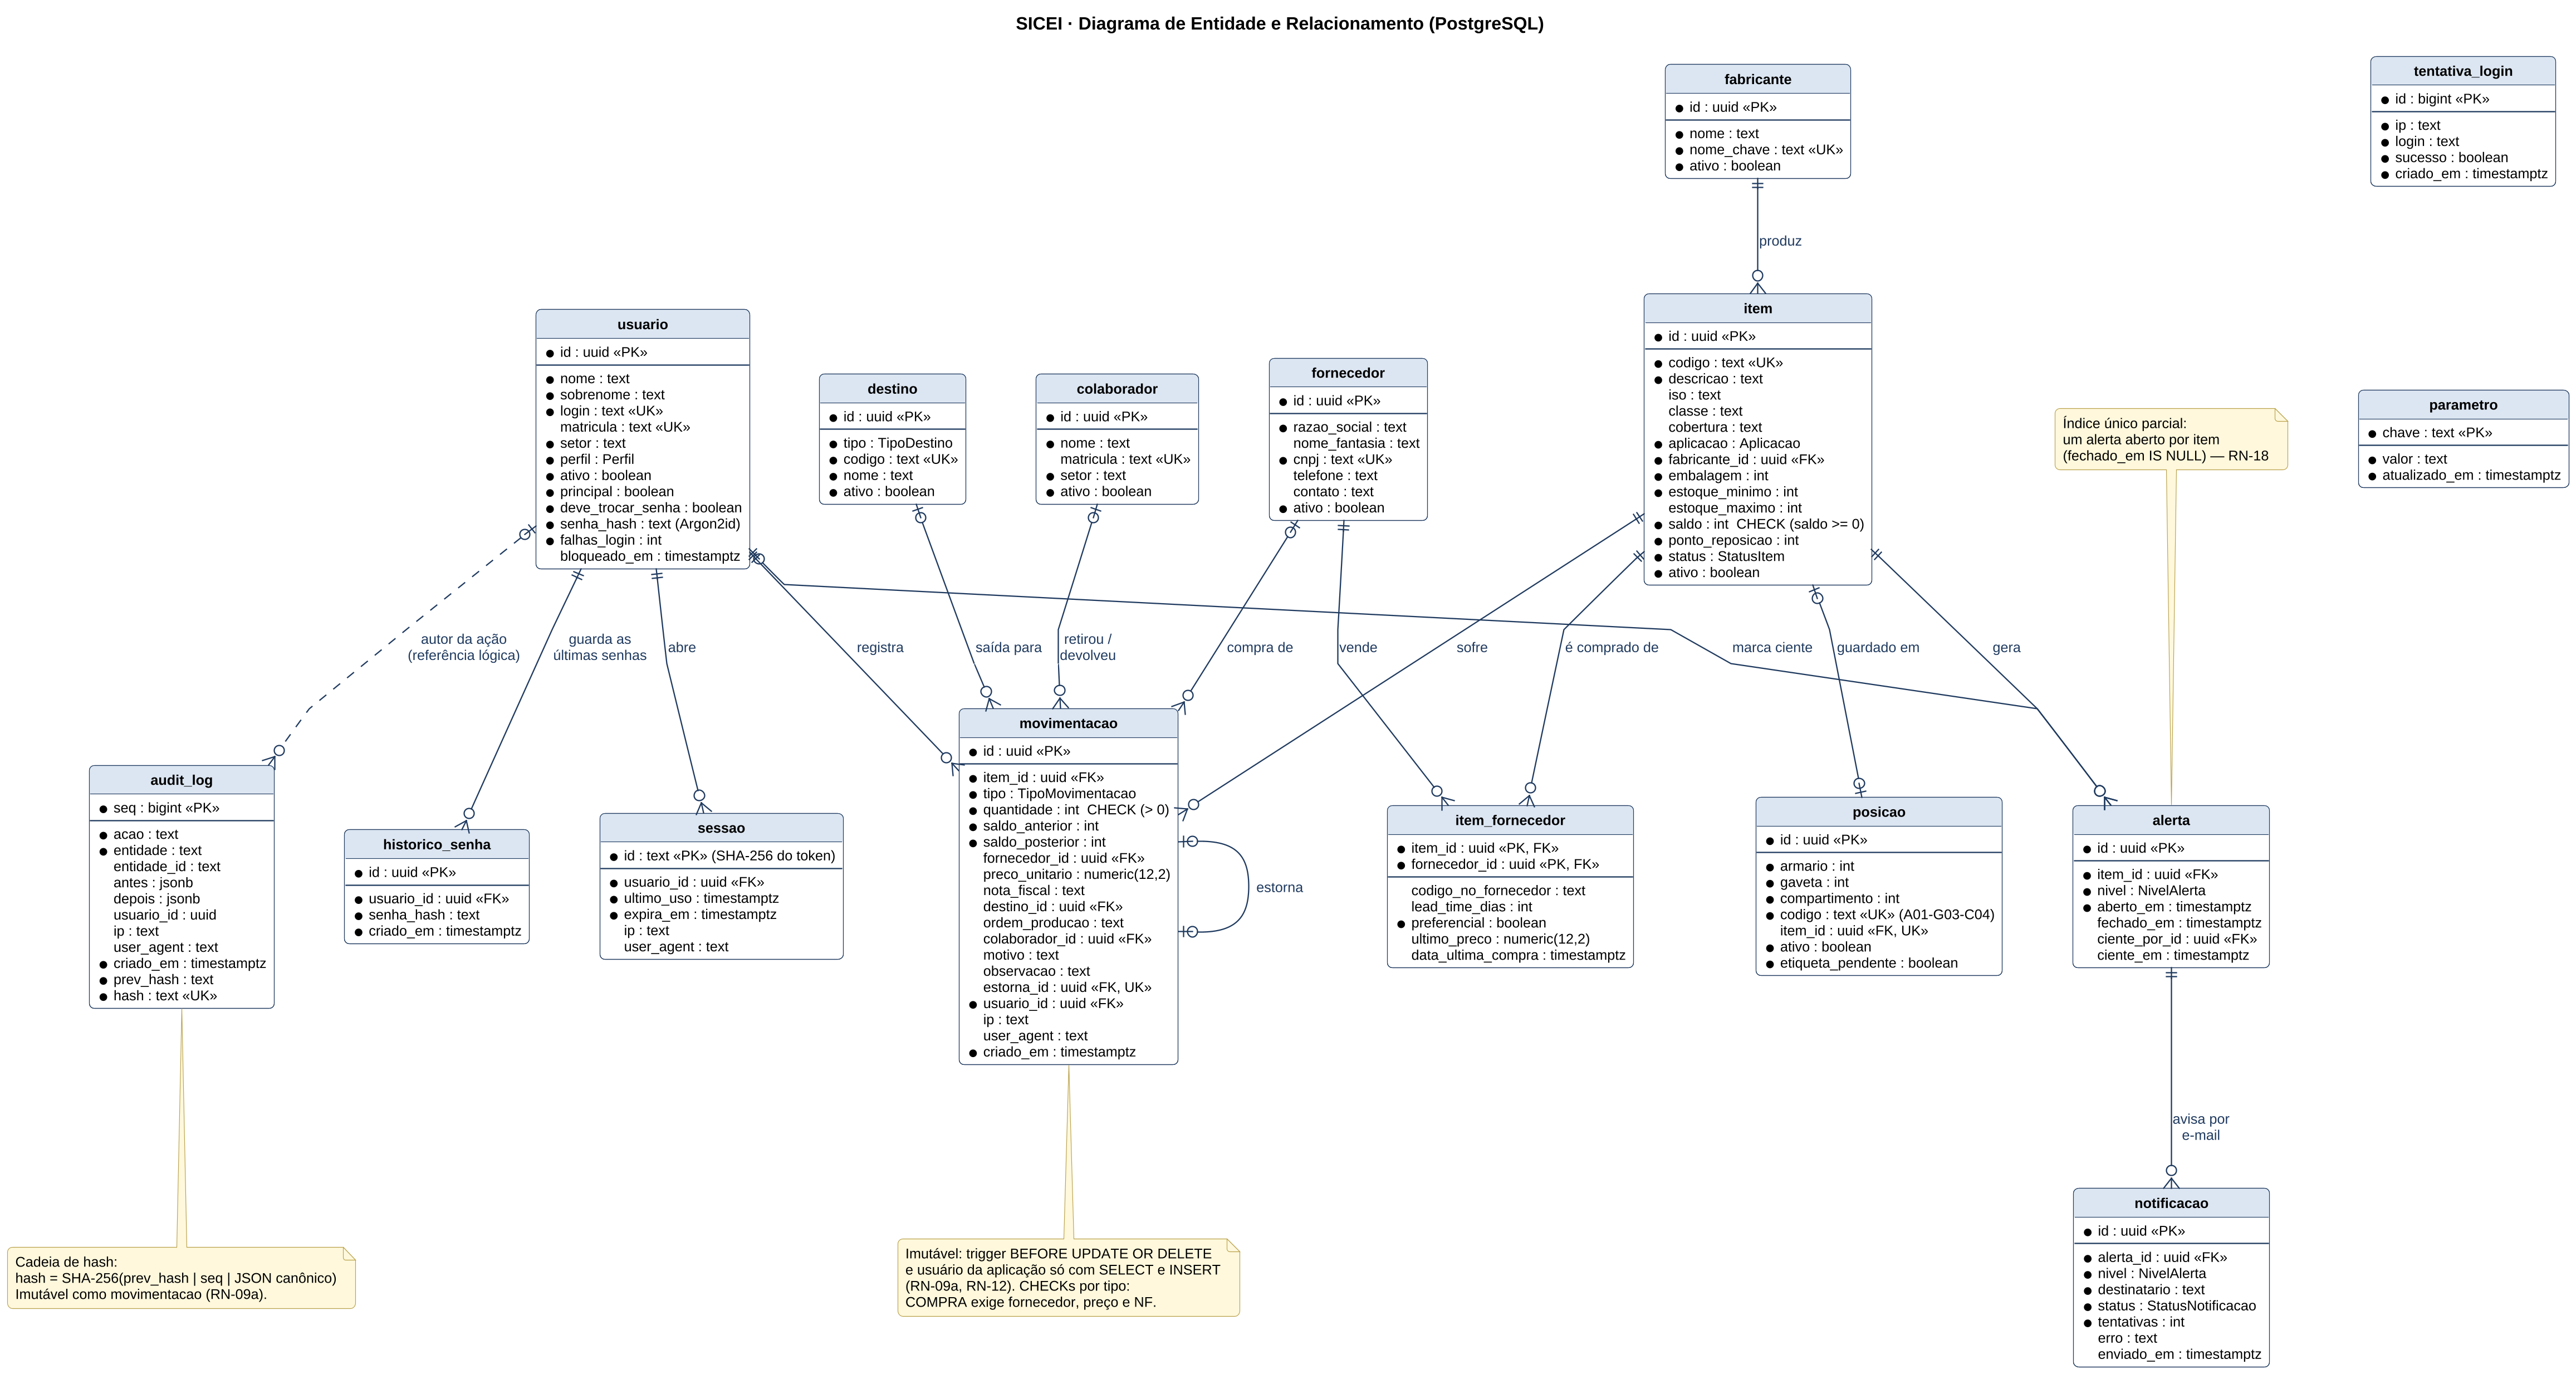 SICEI · Diagrama de Entidade e Relacionamento (PostgreSQL)
fabricante
id : uuid «PK»
nome : text
nome_chave : text «UK»
ativo : boolean
tentativa_login
id : bigint «PK»
ip : text
login : text
sucesso : boolean
criado_em : timestamptz
produz
usuario
id : uuid «PK»
nome : text
sobrenome : text
login : text «UK»
matricula : text «UK»
setor : text
perfil : Perfil
ativo : boolean
principal : boolean
deve_trocar_senha : boolean
senha_hash : text (Argon2id)
falhas_login : int
bloqueado_em : timestamptz
destino
id : uuid «PK»
tipo : TipoDestino
codigo : text «UK»
nome : text
ativo : boolean
colaborador
id : uuid «PK»
nome : text
matricula : text «UK»
setor : text
ativo : boolean
fornecedor
id : uuid «PK»
razao_social : text
nome_fantasia : text
cnpj : text «UK»
telefone : text
contato : text
ativo : boolean
item
id : uuid «PK»
codigo : text «UK»
descricao : text
iso : text
classe : text
cobertura : text
aplicacao : Aplicacao
fabricante_id : uuid «FK»
embalagem : int
estoque_minimo : int
estoque_maximo : int
saldo : int  CHECK (saldo >= 0)
ponto_reposicao : int
status : StatusItem
ativo : boolean
Índice único parcial:
um alerta aberto por item
(fechado_em IS NULL) — RN-18
parametro
chave : text «PK»
valor : text
atualizado_em : timestamptz
autor da ação
(referência lógica)
guarda as
últimas senhas
abre
registra
saída para
retirou /
devolveu
compra de
vende
sofre
é comprado de
marca ciente
guardado em
gera
audit_log
seq : bigint «PK»
acao : text
entidade : text
entidade_id : text
antes : jsonb
depois : jsonb
usuario_id : uuid
ip : text
user_agent : text
criado_em : timestamptz
prev_hash : text
hash : text «UK»
historico_senha
id : uuid «PK»
usuario_id : uuid «FK»
senha_hash : text
criado_em : timestamptz
sessao
id : text «PK» (SHA-256 do token)
usuario_id : uuid «FK»
ultimo_uso : timestamptz
expira_em : timestamptz
ip : text
user_agent : text
movimentacao
id : uuid «PK»
item_id : uuid «FK»
tipo : TipoMovimentacao
quantidade : int  CHECK (> 0)
saldo_anterior : int
saldo_posterior : int
fornecedor_id : uuid «FK»
preco_unitario : numeric(12,2)
nota_fiscal : text
destino_id : uuid «FK»
ordem_producao : text
colaborador_id : uuid «FK»
motivo : text
observacao : text
estorna_id : uuid «FK, UK»
usuario_id : uuid «FK»
ip : text
user_agent : text
criado_em : timestamptz
estorna
item_fornecedor
item_id : uuid «PK, FK»
fornecedor_id : uuid «PK, FK»
codigo_no_fornecedor : text
lead_time_dias : int
preferencial : boolean
ultimo_preco : numeric(12,2)
data_ultima_compra : timestamptz
posicao
id : uuid «PK»
armario : int
gaveta : int
compartimento : int
codigo : text «UK» (A01-G03-C04)
item_id : uuid «FK, UK»
ativo : boolean
etiqueta_pendente : boolean
alerta
id : uuid «PK»
item_id : uuid «FK»
nivel : NivelAlerta
aberto_em : timestamptz
fechado_em : timestamptz
ciente_por_id : uuid «FK»
ciente_em : timestamptz
avisa por
e-mail
notificacao
id : uuid «PK»
alerta_id : uuid «FK»
nivel : NivelAlerta
destinatario : text
status : StatusNotificacao
tentativas : int
erro : text
enviado_em : timestamptz
Cadeia de hash:
hash = SHA-256(prev_hash | seq | JSON canônico)
Imutável como movimentacao (RN-09a).
Imutável: trigger BEFORE UPDATE OR DELETE
e usuário da aplicação só com SELECT e INSERT
(RN-09a, RN-12). CHECKs por tipo:
COMPRA exige fornecedor, preço e NF.